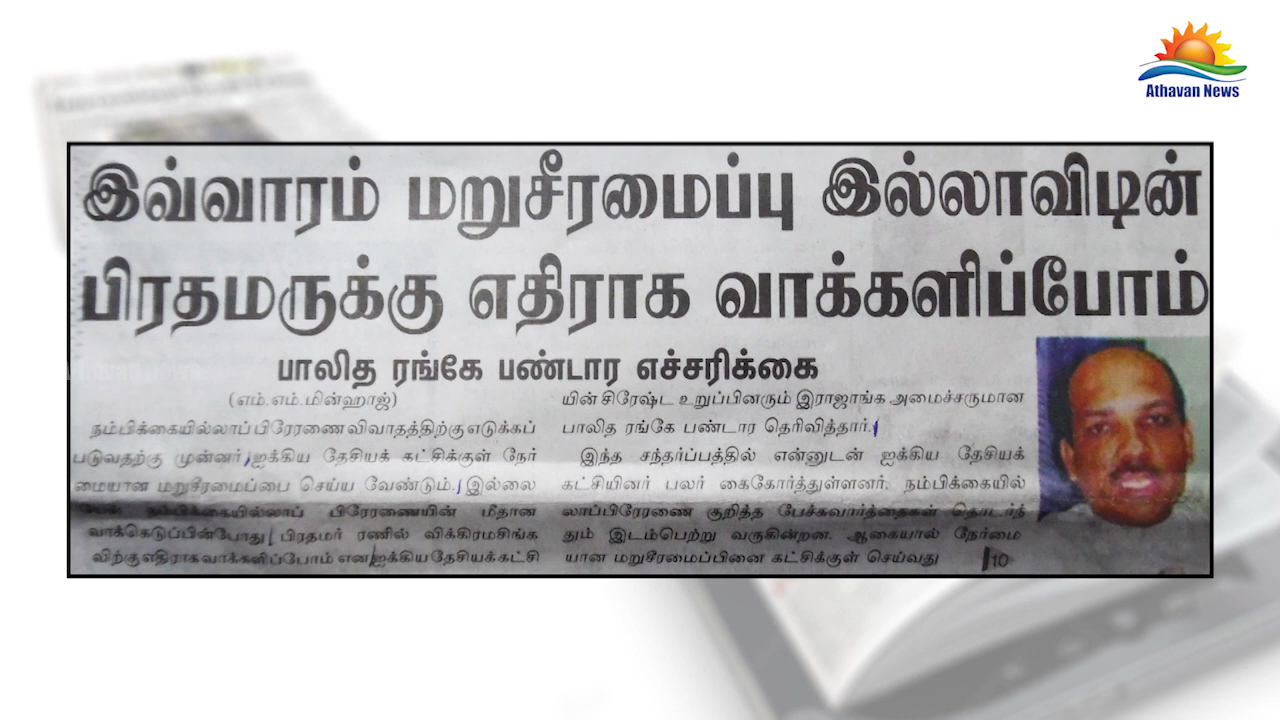 Athavan News
இவ்வாரம் மறுசீரமைப்பு இல்லாவிடின்
பிரதமருக்கு எதிராக வாக்களிப்போம்
பாலித ரங்கே பண்டார எச்சரிக்கை
(எம்.எம்.மின்ஹாஜ்)
நம்பிக்கையில்லாப் பிரேரணை விவாதத்திற்கு எடுக்கப்
படுவதற்கு முன்னர் ஐக்கிய தேசியக் கட்சிக்குள் நேர்
மையான மறுசீரமைப்பை செய்ய வேண்டும். இல்லை
யேல் நம்பிக்கையில்லாப் பிரேரணையின் மீதான
வாக்கெடுப்பின்போது பிரதமர் ரணில் விக்கிரமசிங்க
விற்கு எதிராக வாக்களிப்போம் என ஐக்கிய தேசியக் கட்சி
யின் சிரேஷ்ட உறுப்பினரும் இராஜாங்க அமைச்சருமான
பாலித ரங்கே பண்டார தெரிவித்தார்.
இந்த சந்தர்ப்பத்தில் என்னுடன் ஐக்கிய தேசியக்
கட்சியினர் பலர் கைகோர்த்துள்ளனர். நம்பிக்கையில்
லாப்பிரேரணை குறித்த பேச்சுவார்த்தைகள் தொடர்ந்
தும் இடம்பெற்று வருகின்றன. ஆகையால் நேர்மை
யான மறுசீரமைப்பினை கட்சிக்குள் செய்வது 10